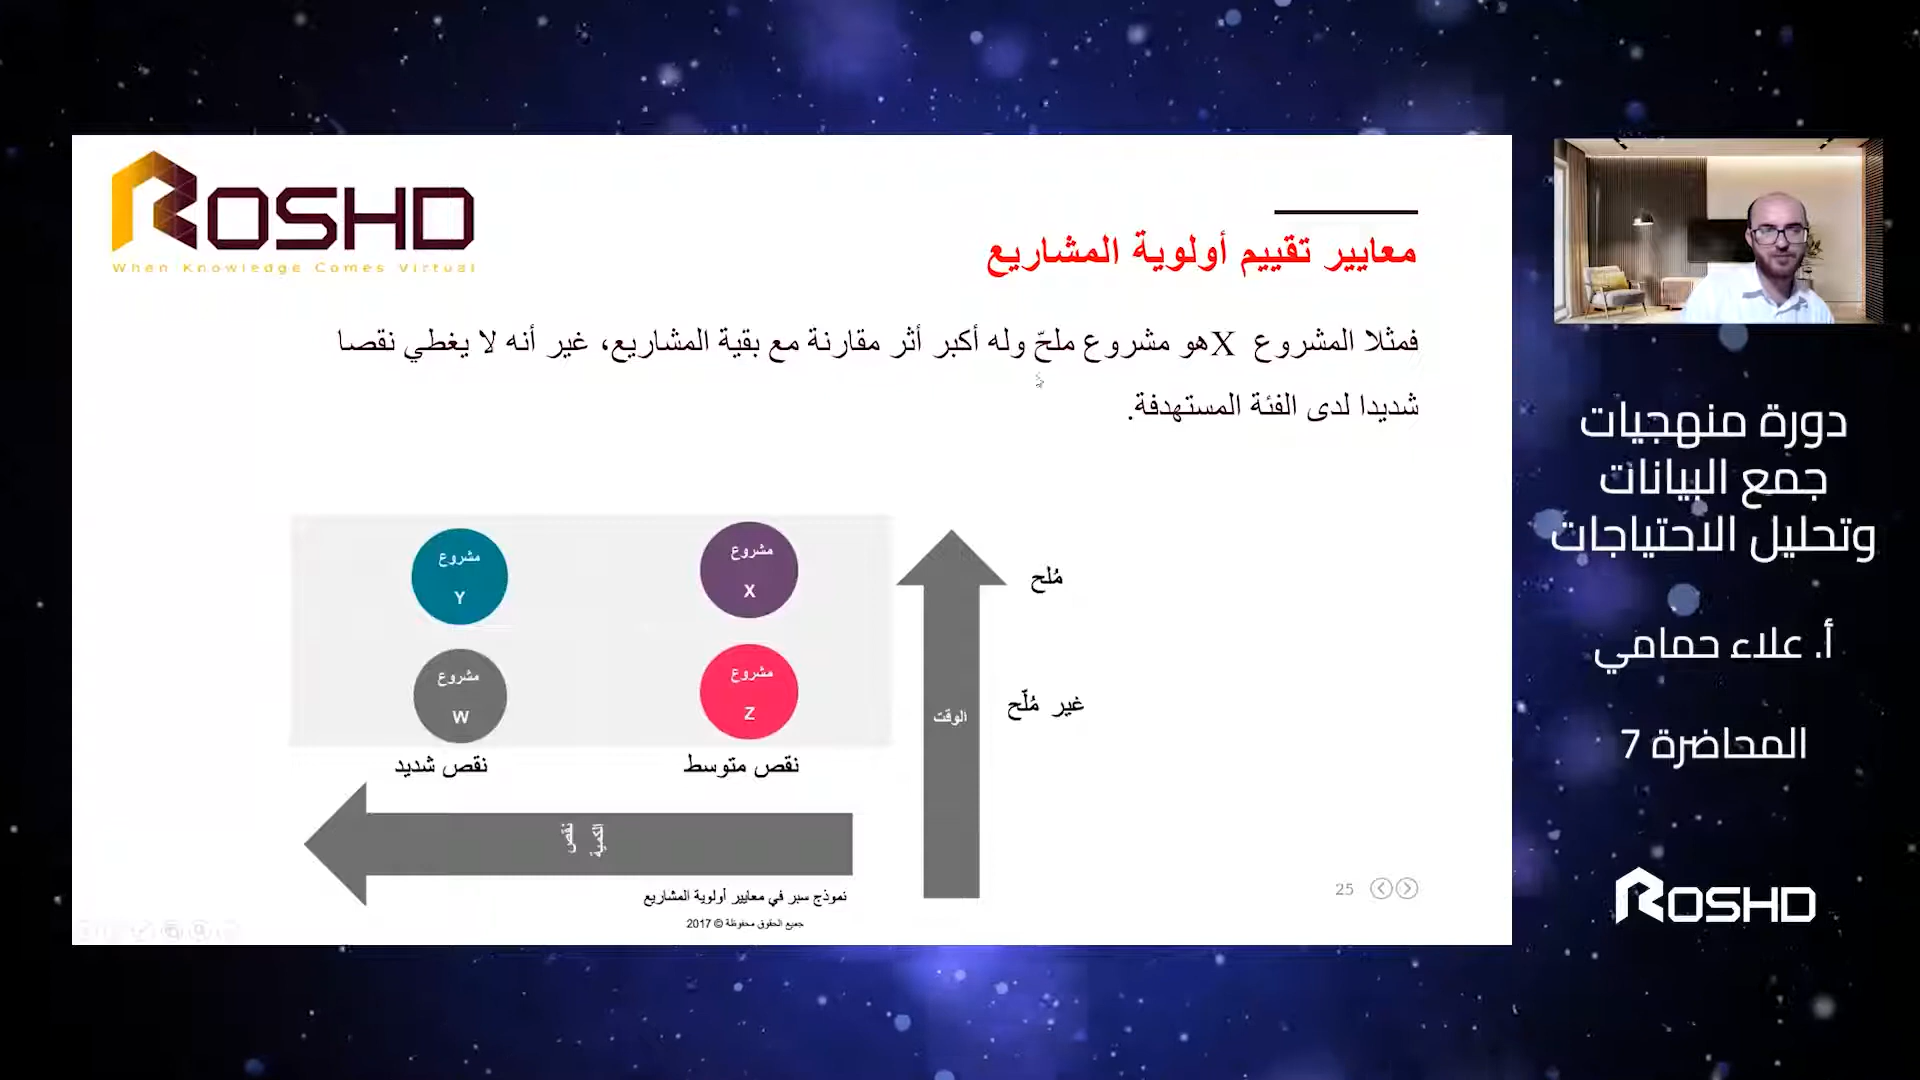 ROSHD
When Knowledge Comes Virtual
معايير تقييم أولوية المشاريع
فمثلا المشروع X هو مشروع ملحّ وله أكبر أثر مقارنة مع بقية المشاريع، غير أنه لا يغطي نقصا
شديدا لدى الفئة المستهدفة.
مشروع
X
مشروع
Y
مُلح
مشروع
Z
مشروع
W
غير مُلّح
الوقت
نقص متوسط
نقص شديد
نقص
الكمية
نموذج سبر في معايير أولوية المشاريع
جميع الحقوق محفوظة © 2017
25
دورة منهجيات
جمع البيانات
وتحليل الاحتياجات
أ. علاء حمامي
المحاضرة 7
ROSHD